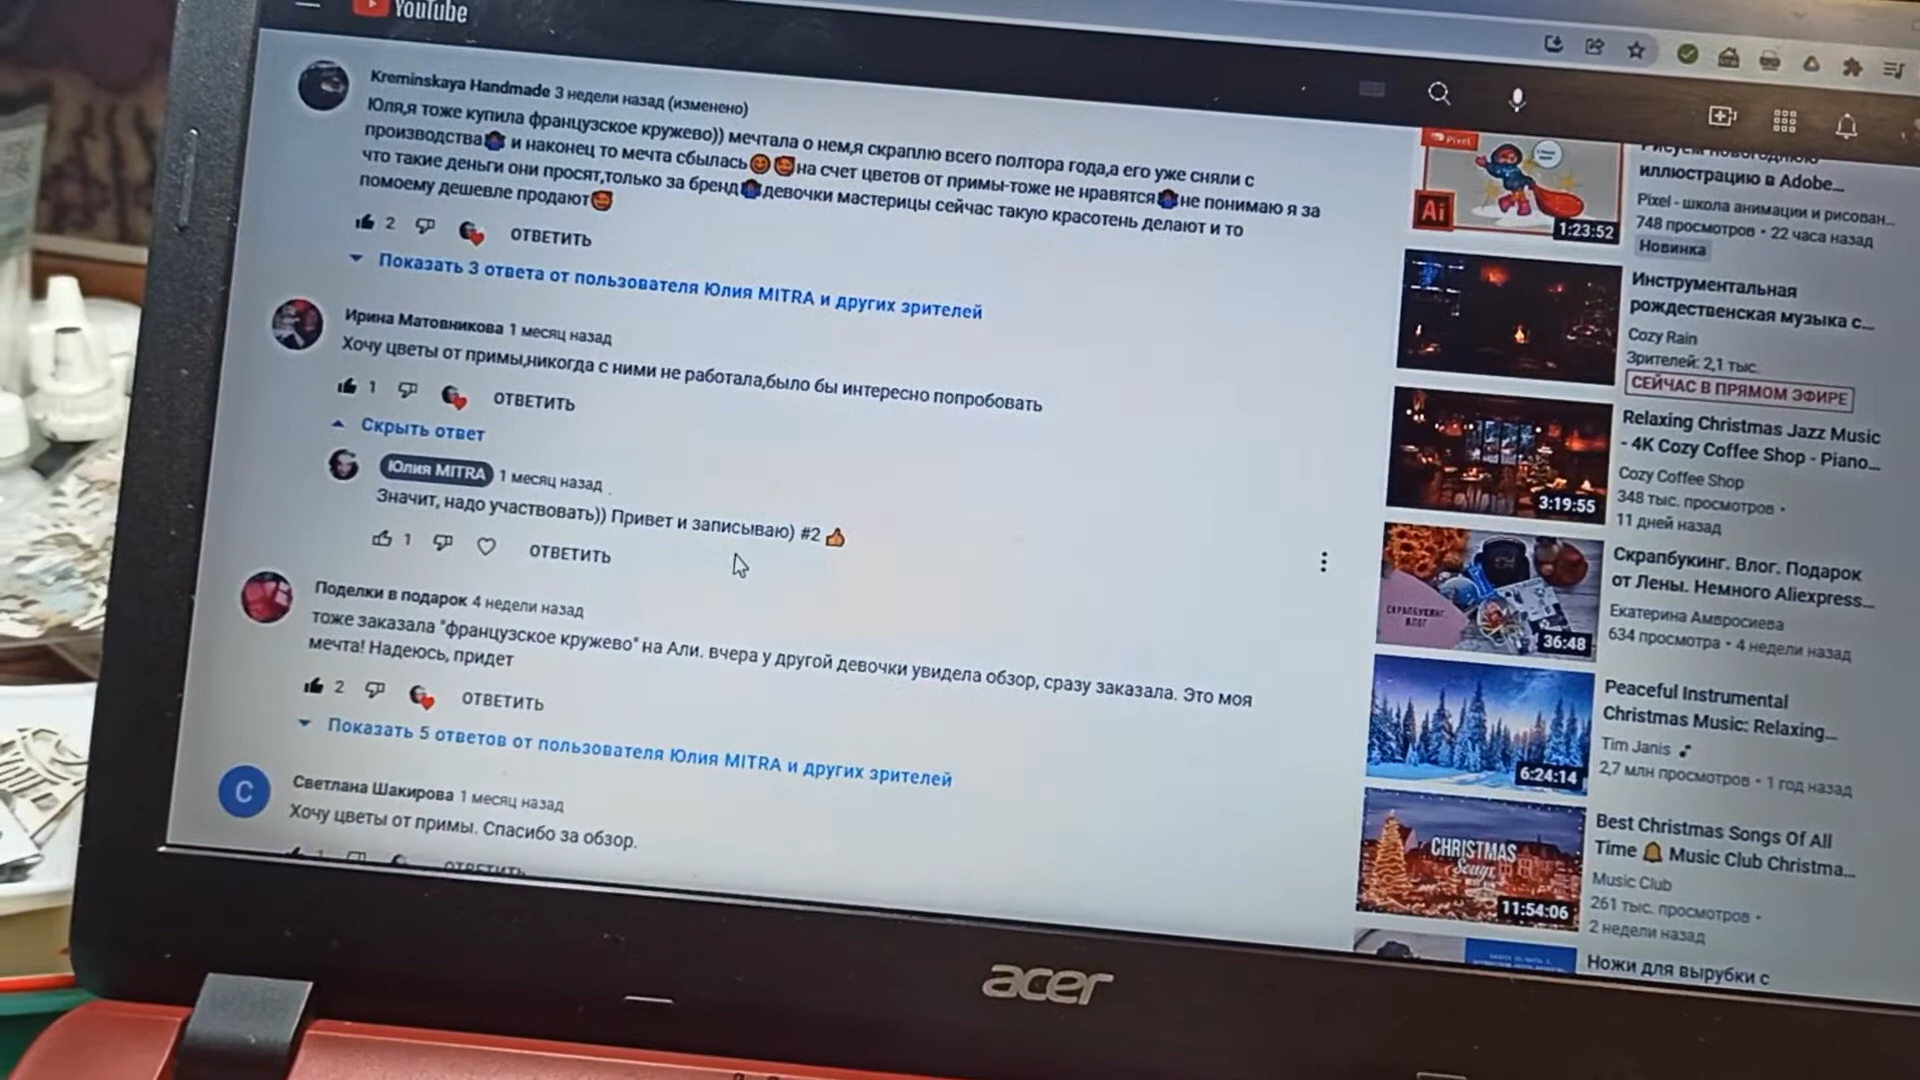 YouTube
Kreminskaya Handmade 3 недели назад (изменено)
Юля,я тоже купила французское кружево)) мечтала о нем,я скраплю всего полтора года,а его уже сняли с
производства и наконец то мечта сбылась на счет цветов от примы-тоже не нравятся не понимаю я за
что такие деньги они просят,только за бренд девочки мастерицы сейчас такую красотень делают и то
помоему дешевле продают
2 ОТВЕТИТЬ
Показать 3 ответа от пользователя Юлия MITRA и других зрителей
Ирина Матовникова 1 месяц назад
Хочу цветы от примы,никогда с ними не работала,было бы интересно попробовать
1 ОТВЕТИТЬ
Скрыть ответ
Юлия MITRA 1 месяц назад
Значит, надо участвовать)) Привет и записываю) #2 👍
1 ОТВЕТИТЬ
Поделки в подарок 4 недели назад
тоже заказала "французское кружево" на Али. вчера у другой девочки увидела обзор, сразу заказала. Это моя
мечта! Надеюсь, придет
2 ОТВЕТИТЬ
Показать 5 ответов от пользователя Юлия MITRA и других зрителей
С
Светлана Шакирова 1 месяц назад
Хочу цветы от примы. Спасибо за обзор.
1 ОТВЕТИТЬ
Pixel
Ai
1:23:52
Рисуем новогоднюю
иллюстрацию в Adobe...
Pixel - школа анимации и рисован...
748 просмотров • 22 часа назад
Новинка
Инструментальная
рождественская музыка с...
Cozy Rain
Зрителей: 2,1 тыс.
СЕЙЧАС В ПРЯМОМ ЭФИРЕ
3:19:55
Relaxing Christmas Jazz Music
- 4K Cozy Coffee Shop - Piano...
Cozy Coffee Shop
348 тыс. просмотров •
11 дней назад
СКРАПБУКИНГ.
ВЛОГ
36:48
Скрапбукинг. Влог. Подарок
от Лены. Немного Aliexpress...
Екатерина Амвросиева
634 просмотра • 4 недели назад
6:24:14
Peaceful Instrumental
Christmas Music: Relaxing...
Tim Janis
2,7 млн просмотров • 1 год назад
CHRISTMAS
Songs
11:54:06
Best Christmas Songs Of All
Time 🔔 Music Club Christma...
Music Club
261 тыс. просмотров •
2 недели назад
Ножи для вырубки с
acer